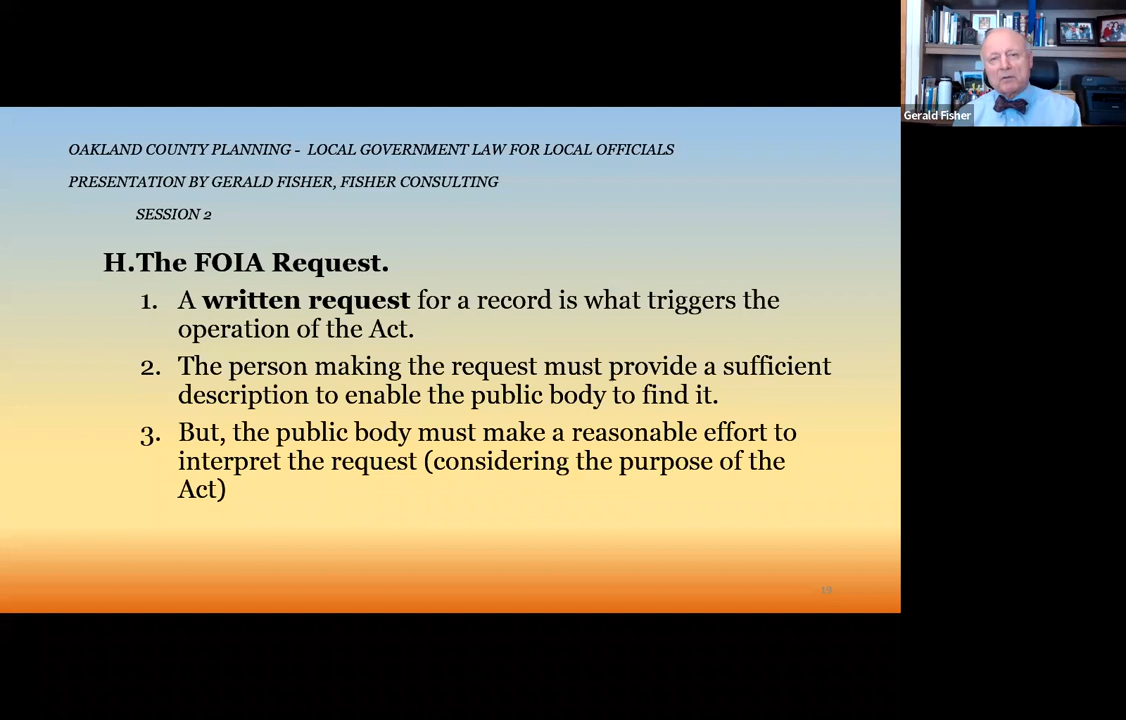 OAKLAND COUNTY PLANNING - LOCAL GOVERNMENT LAW FOR LOCAL OFFICIALS
PRESENTATION BY GERALD FISHER, FISHER CONSULTING
SESSION 2
H.The FOIA Request.
1. A written request for a record is what triggers the
operation of the Act.
2. The person making the request must provide a sufficient
description to enable the public body to find it.
3. But, the public body must make a reasonable effort to
interpret the request (considering the purpose of the
Act)
19
Gerald Fisher